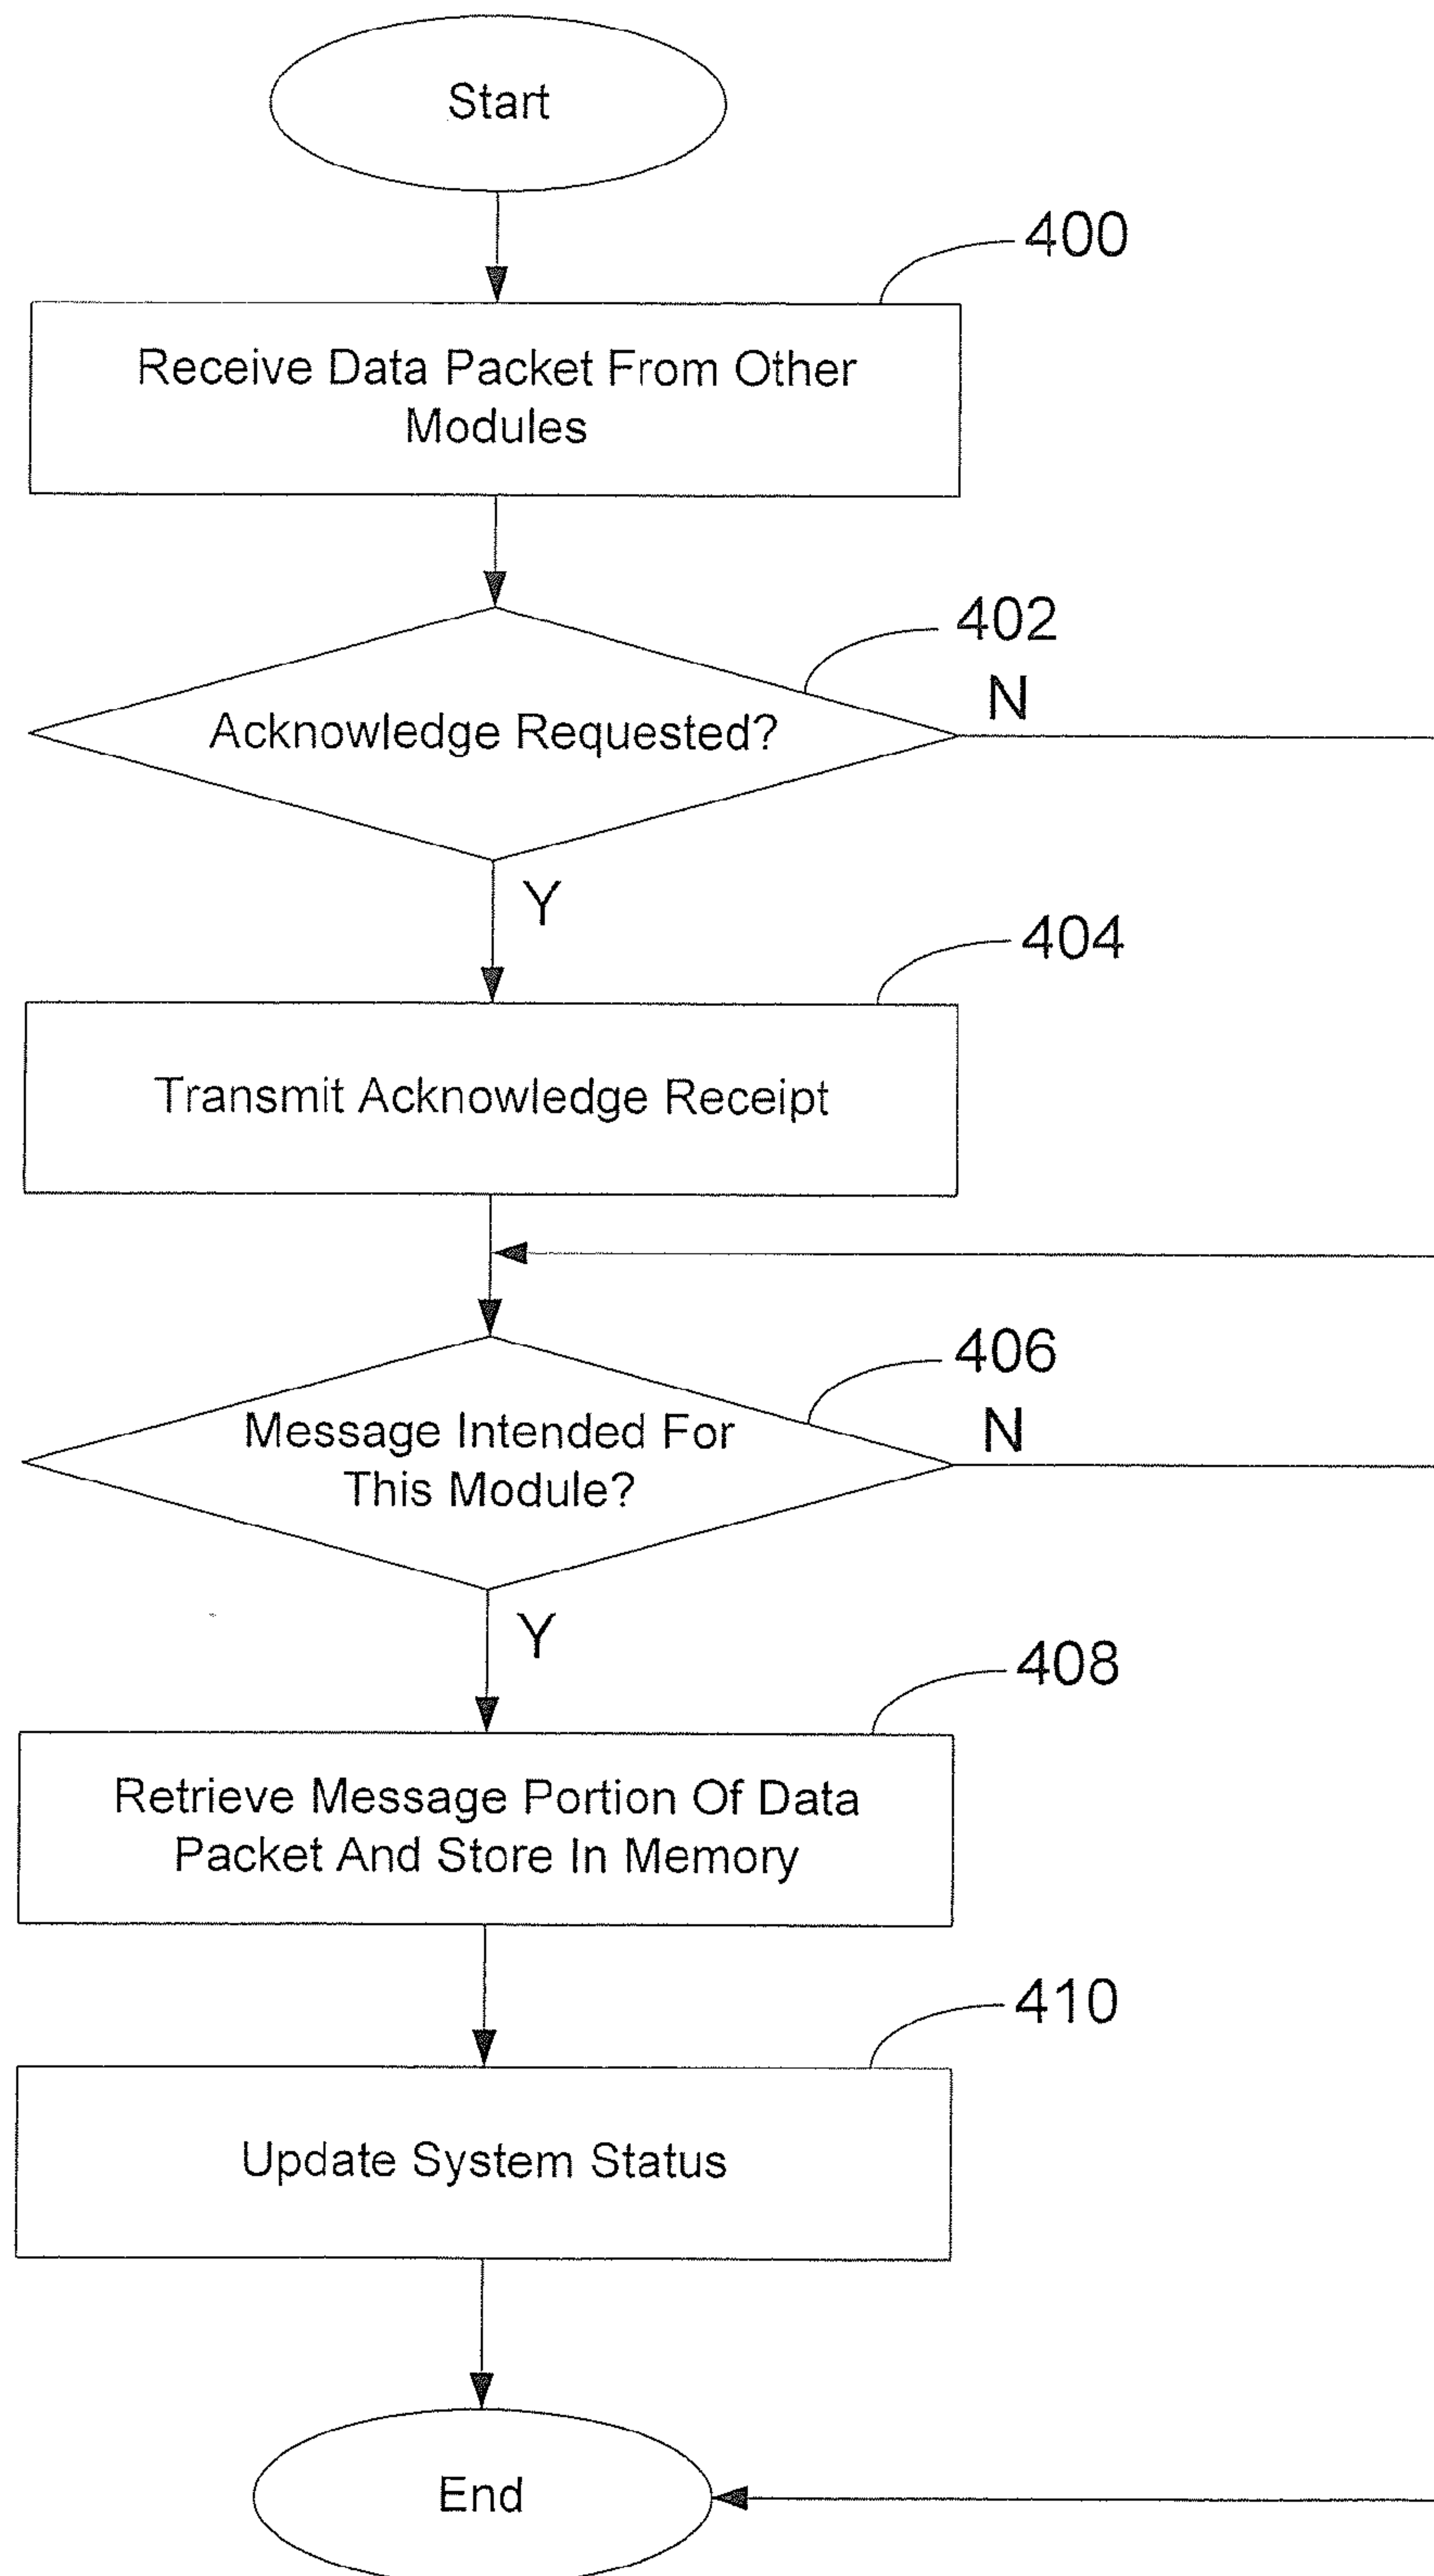 Start
400
Receive Data Packet From Other
Modules
402
N
Acknowledge Requested?
Y
404
Transmit Acknowledge Receipt
406
N
Message Intended For
This Module?
Y
408
Retrieve Message Portion Of Data
Packet And Store In Memory
410
Update System Status
End